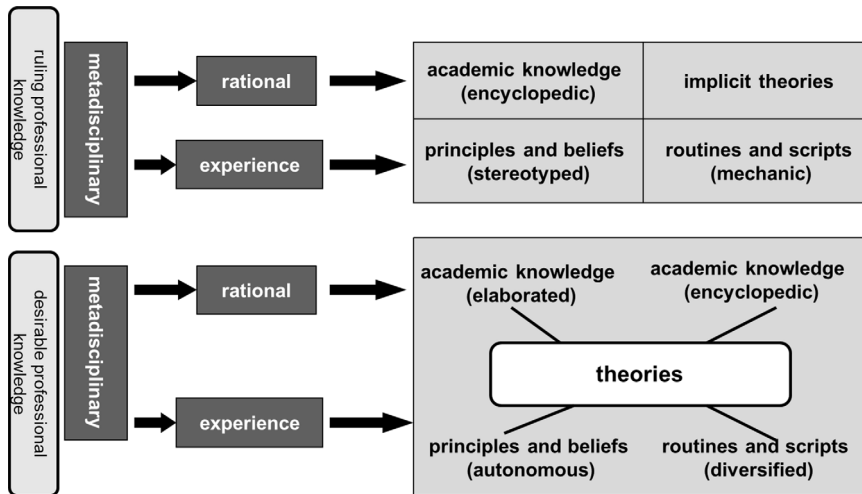 ruling professional
knowledge
metadisciplinary
rational
academic knowledge
(encyclopedic)
implicit theories
experience
principles and beliefs
(stereotyped)
routines and scripts
(mechanic)
desirable professional
knowledge
metadisciplinary
rational
academic knowledge
(elaborated)
academic knowledge
(encyclopedic)
theories
experience
principles and beliefs
(autonomous)
routines and scripts
(diversified)